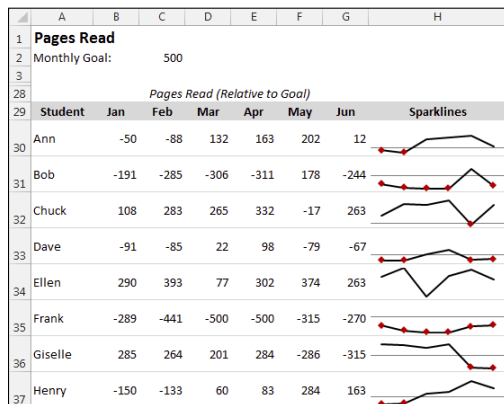 A B C D E F G H
1 Pages Read
2 Monthly Goal: 500
3
28 Pages Read (Relative to Goal)
29 Student Jan Feb Mar Apr May Jun Sparklines
30 Ann -50 -88 132 163 202 12
31 Bob -191 -285 -306 -311 178 -244
32 Chuck 108 283 265 332 -17 263
33 Dave -91 -85 22 98 -79 -67
34 Ellen 290 393 77 302 374 263
35 Frank -289 -441 -500 -500 -315 -270
36 Giselle 285 264 201 284 -286 -315
37 Henry -150 -133 60 83 284 163